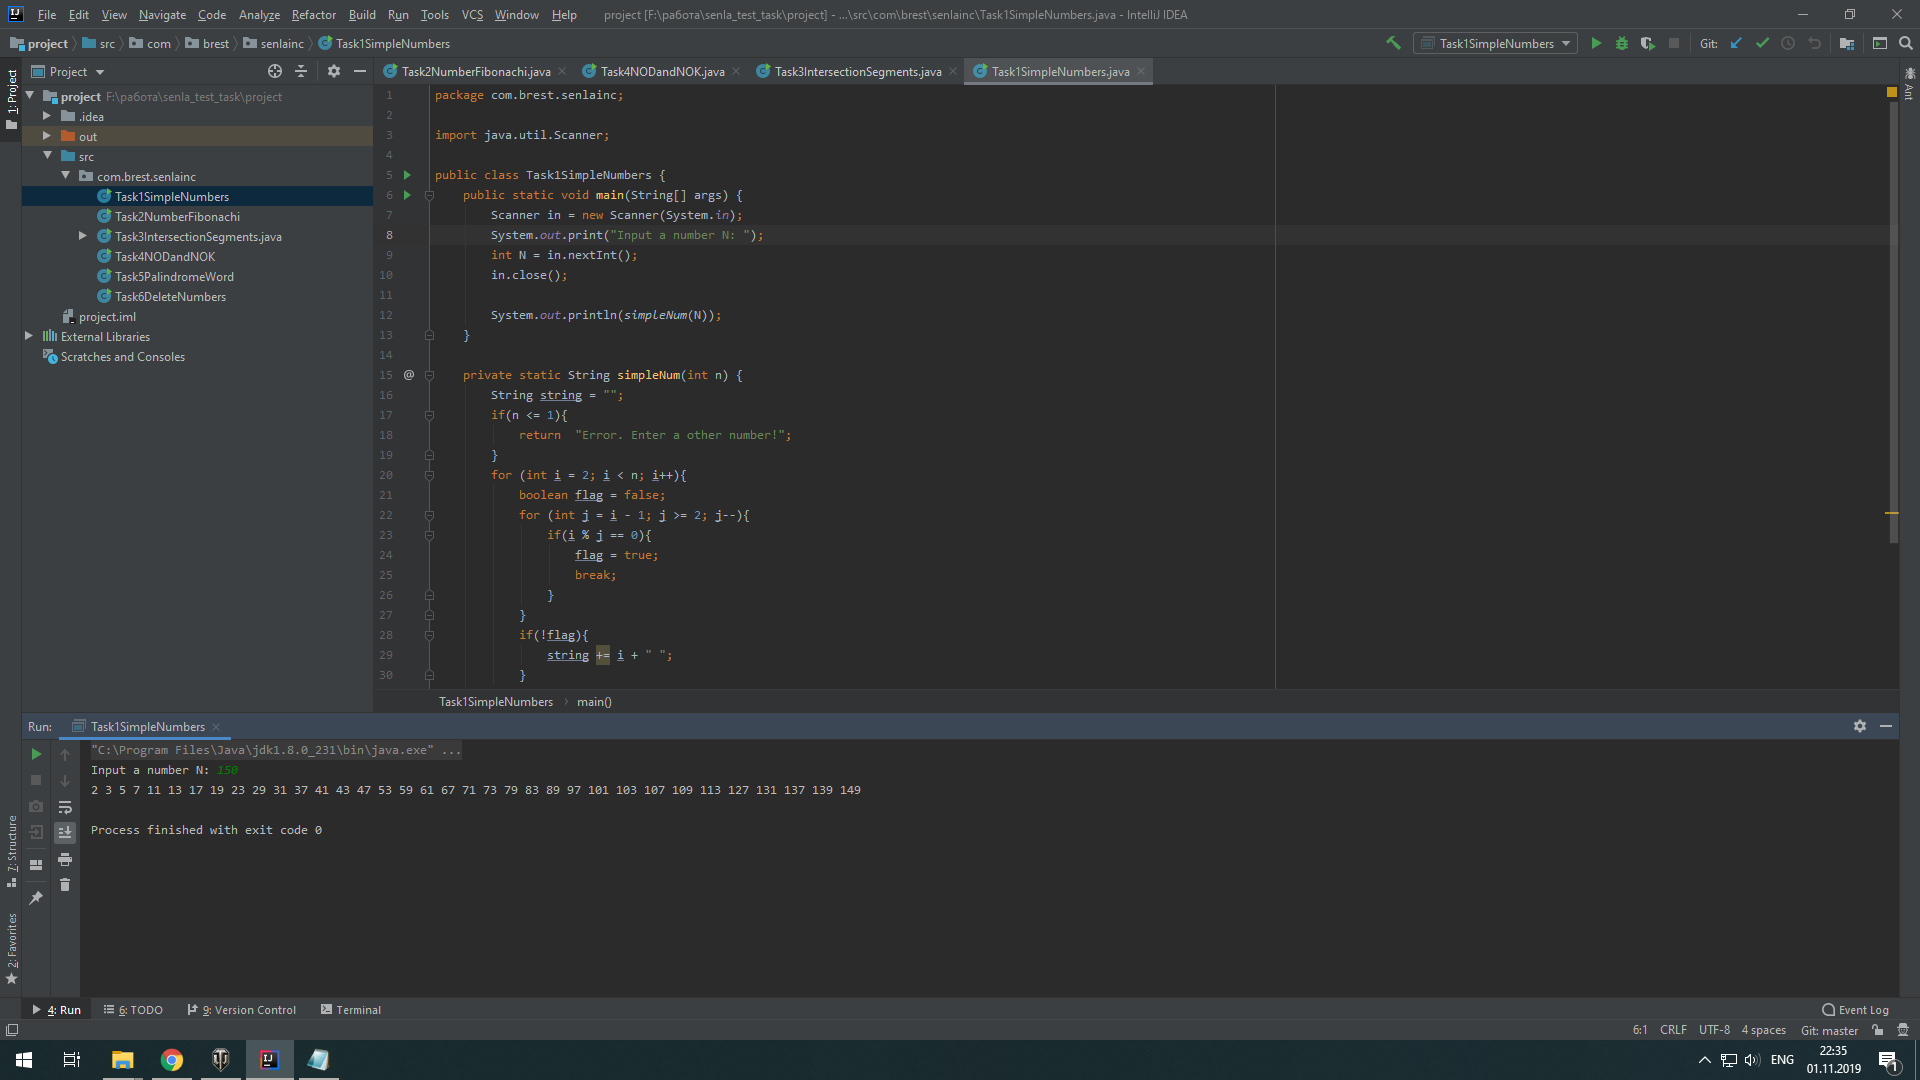 File Edit View Navigate Code Analyze Refactor Build Run Tools VCS Window Help project [F:\работа\senla_test_task\project] - ...\src\com\brest\senlainc\Task1SimpleNumbers.java - IntelliJ IDEA
project src com brest senlainc Task1SimpleNumbers Task1SimpleNumbers Git:
Project Task2NumberFibonachi.java Task4NODandNOK.java Task3IntersectionSegments.java Task1SimpleNumbers.java
1: Project
Ant
project F:\работа\senla_test_task\project
.idea
out
src
com.brest.senlainc
Task1SimpleNumbers
Task2NumberFibonachi
Task3IntersectionSegments.java
Task4NODandNOK
Task5PalindromeWord
Task6DeleteNumbers
project.iml
External Libraries
Scratches and Consoles
1 package com.brest.senlainc;
2
3 import java.util.Scanner;
4
5 public class Task1SimpleNumbers {
6 public static void main(String[] args) {
7 Scanner in = new Scanner(System.in);
8 System.out.print("Input a number N: ");
9 int N = in.nextInt();
10 in.close();
11
12 System.out.println(simpleNum(N));
13 }
14
15 @ private static String simpleNum(int n) {
16 String string = "";
17 if(n <= 1){
18 return  "Error. Enter a other number!";
19 }
20 for (int i = 2; i < n; i++){
21 boolean flag = false;
22 for (int j = i - 1; j >= 2; j--){
23 if(i % j == 0){
24 flag = true;
25 break;
26 }
27 }
28 if(!flag){
29 string += i + " ";
30 }
Task1SimpleNumbers main()
Run: Task1SimpleNumbers
"C:\Program Files\Java\jdk1.8.0_231\bin\java.exe" ...
Input a number N: 150
2 3 5 7 11 13 17 19 23 29 31 37 41 43 47 53 59 61 67 71 73 79 83 89 97 101 103 107 109 113 127 131 137 139 149
Process finished with exit code 0
7: Structure
2: Favorites
4: Run 6: TODO 9: Version Control Terminal Event Log
6:1 CRLF UTF-8 4 spaces Git: master
ENG 22:35
01.11.2019
1